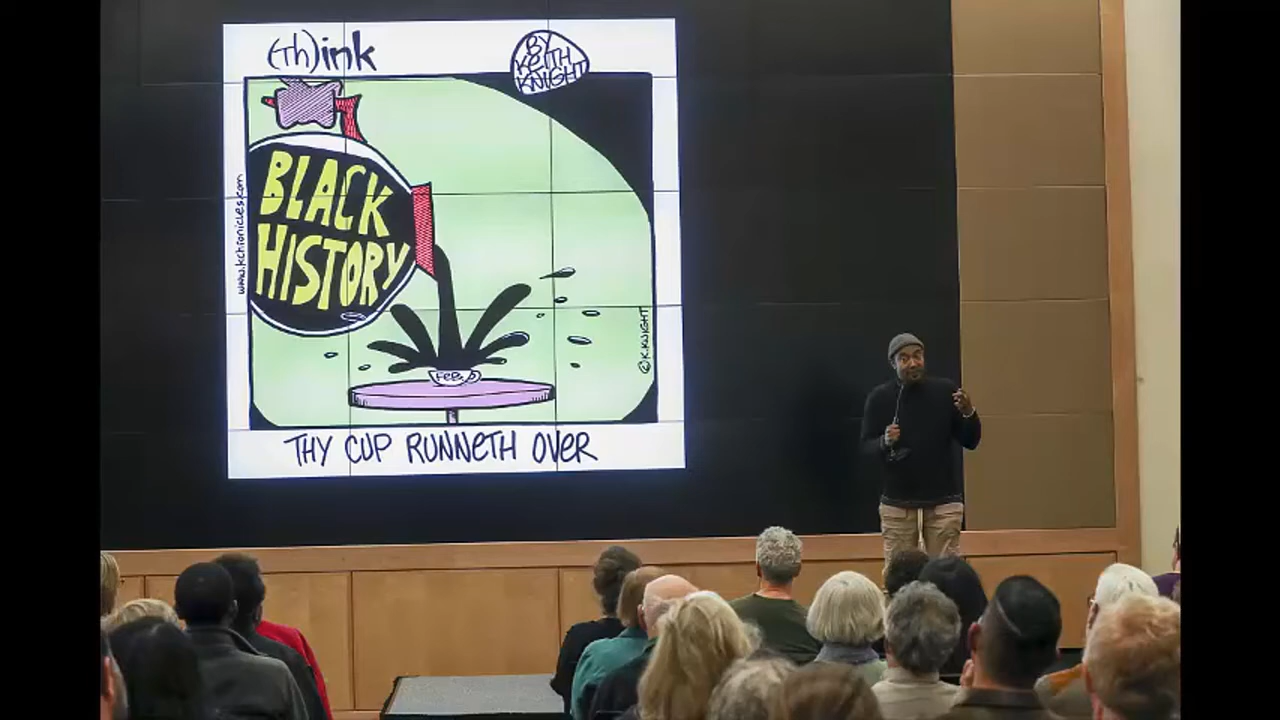 (Th)ink
BY
KEITH
KNIGHT
www.kchronicles.com
BLACK
HISTORY
FEB.
©K.KNIGHT
THY CUP RUNNETH OVER